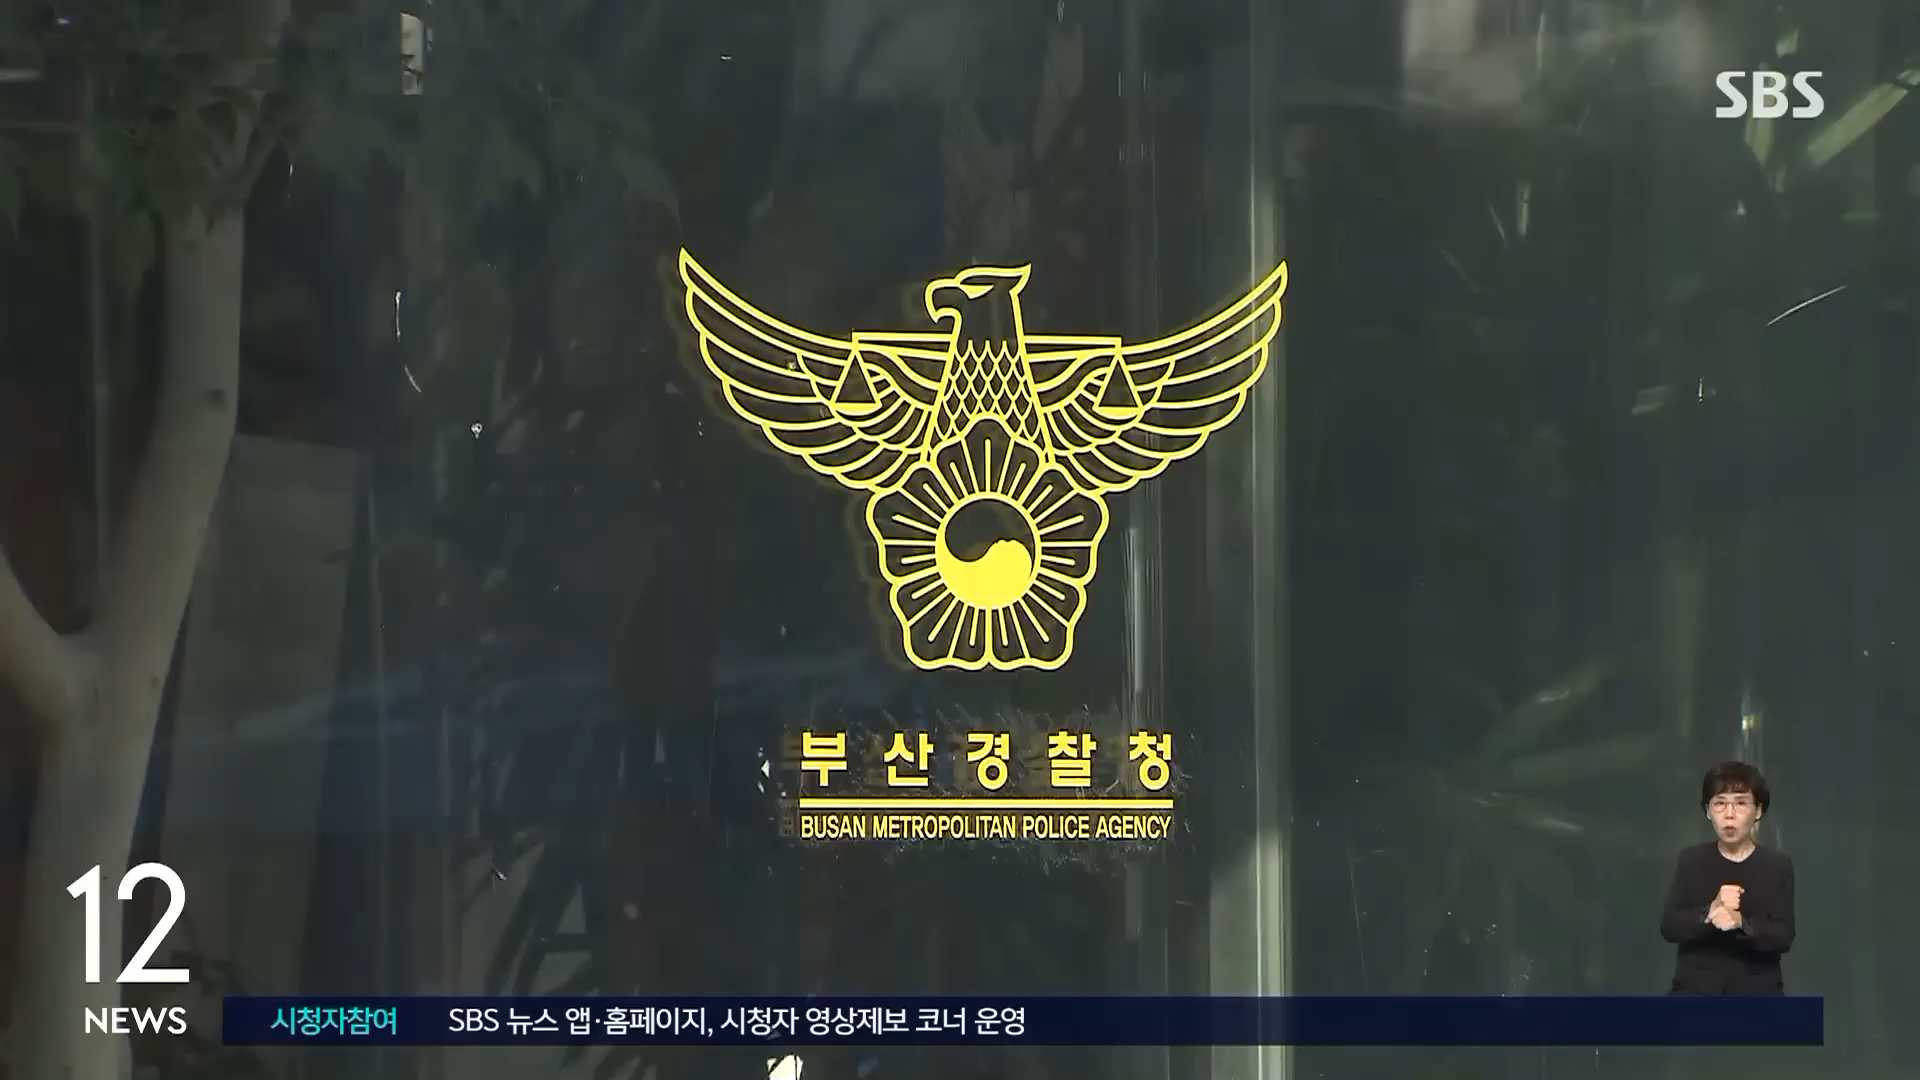 SBS
부산경찰청
BUSAN METROPOLITAN POLICE AGENCY
12
NEWS
시청자참여 SBS 뉴스 앱·홈페이지, 시청자 영상제보 코너 운영